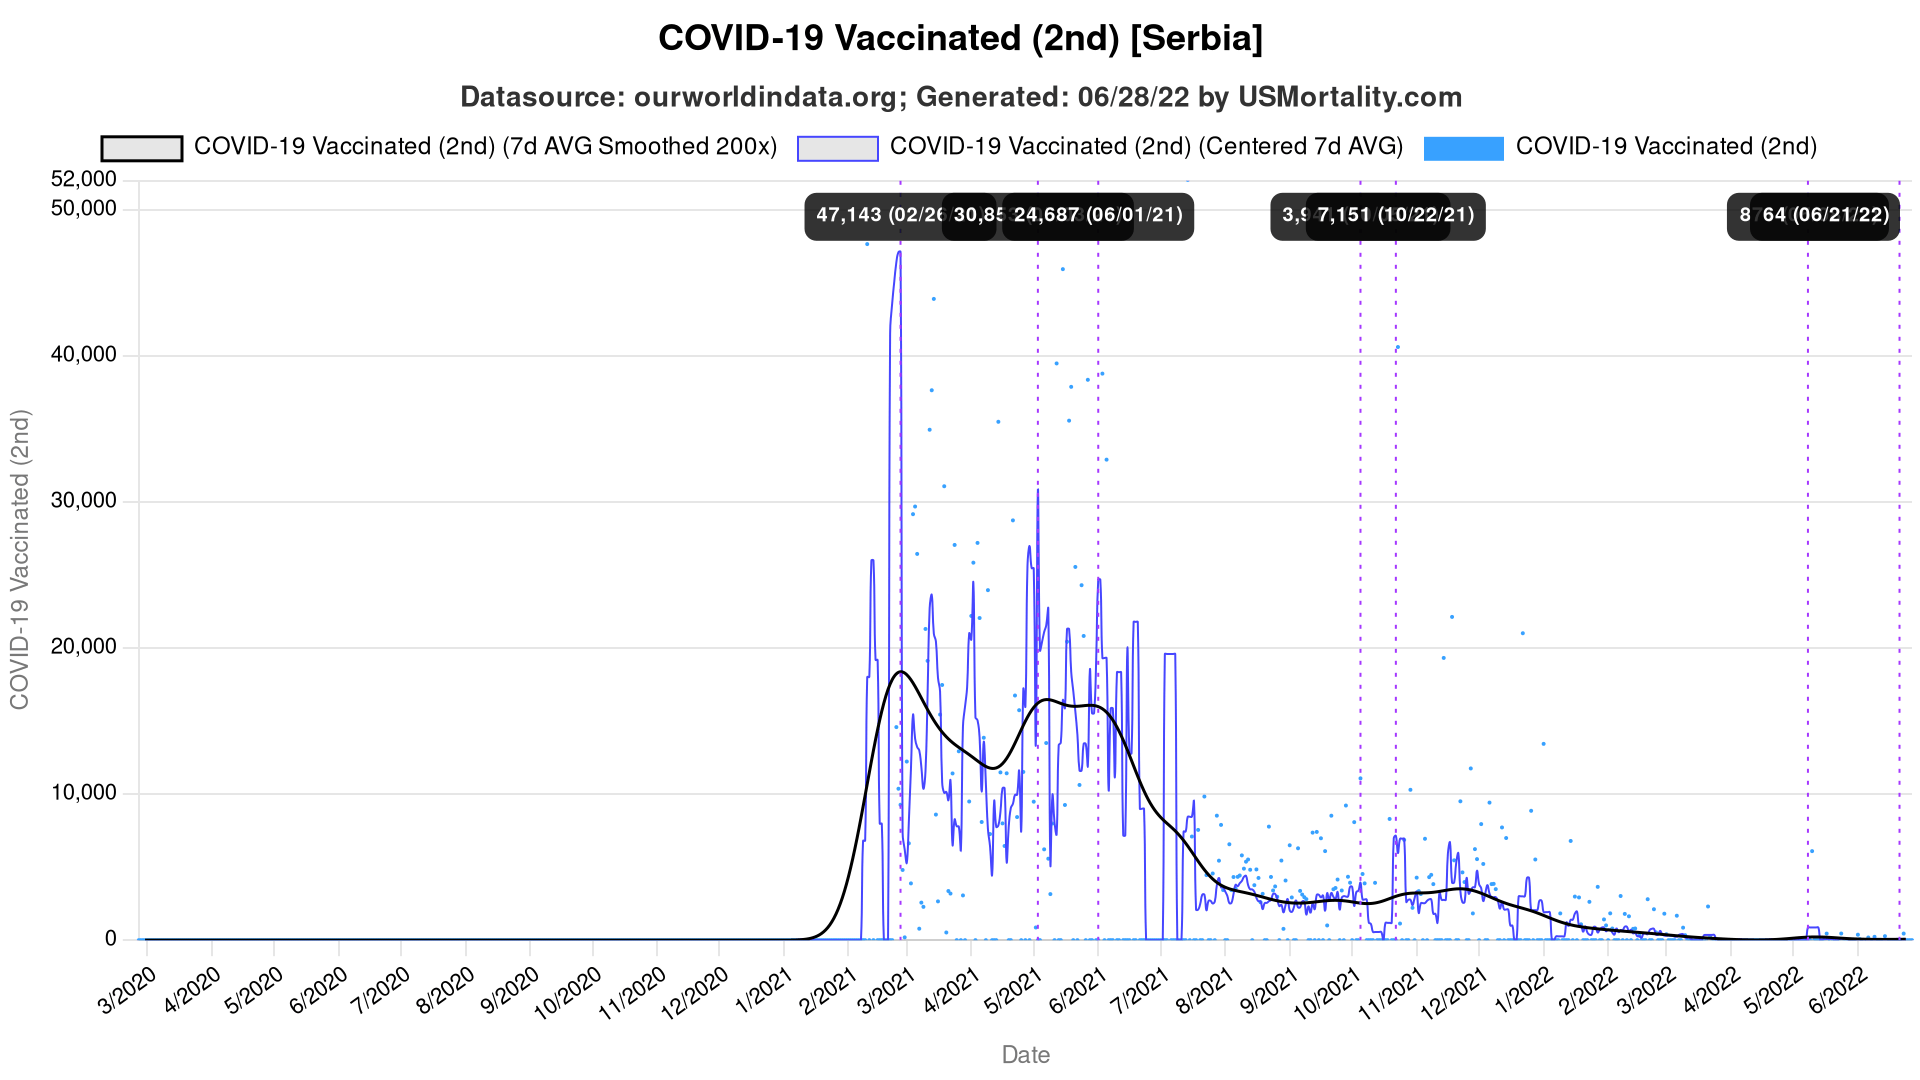 COVID-19 Vaccinated (2nd) [Serbia]
Datasource: ourworldindata.org; Generated: 06/28/22 by USMortality.com
COVID-19 Vaccinated (2nd) (7d AVG Smoothed 200x) COVID-19 Vaccinated (2nd) (Centered 7d AVG) COVID-19 Vaccinated (2nd)
52,000
50,000
47,143 (02/26 30,85 24,687 (06/01/21) 3,9 7,151 (10/22/21) 8 764 (06/21/22)
40,000
30,000
20,000
10,000
0
COVID-19 Vaccinated (2nd)
3/2020 4/2020 5/2020 6/2020 7/2020 8/2020 9/2020 10/2020 11/2020 12/2020 1/2021 2/2021 3/2021 4/2021 5/2021 6/2021 7/2021 8/2021 9/2021 10/2021 11/2021 12/2021 1/2022 2/2022 3/2022 4/2022 5/2022 6/2022
Date